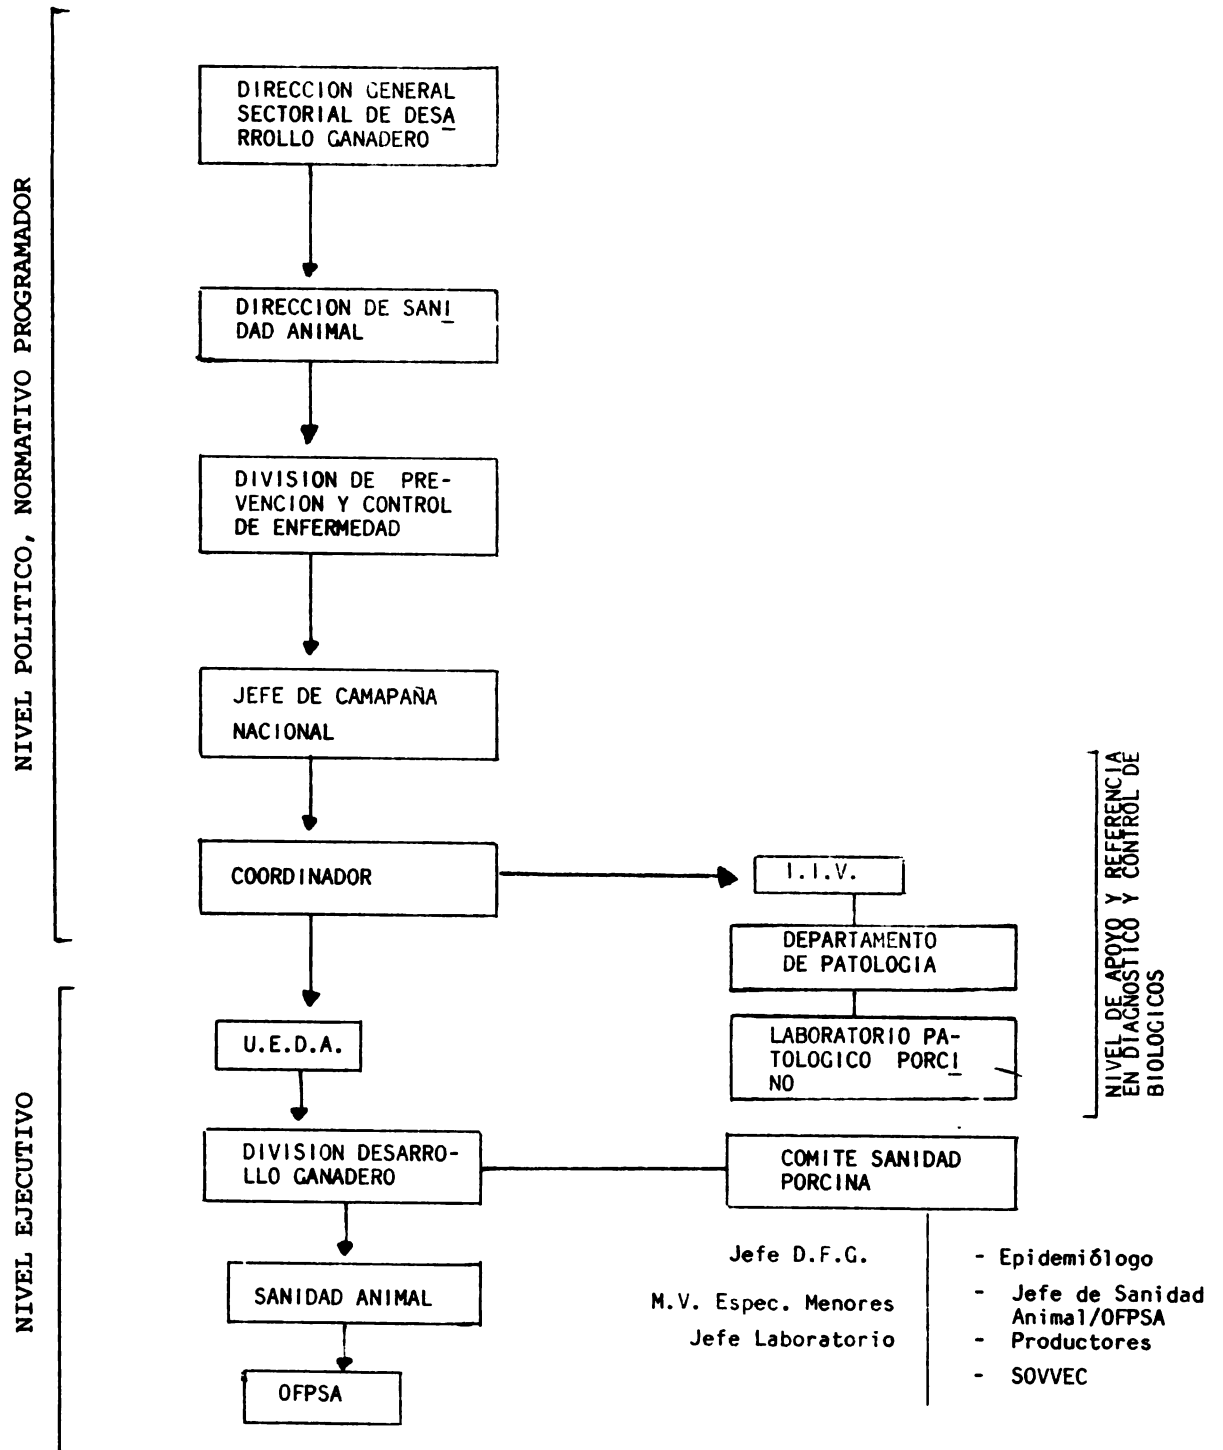 NIVEL POLITICO, NORMATIVO PROGRAMADOR
DIRECCION GENERAL
SECTORIAL DE DESA
RROLLO GANADERO
DIRECCION DE SANI
DAD ANIMAL
DIVISION DE PRE-
VENCION Y CONTROL
DE ENFERMEDAD
JEFE DE CAMAPAÑA
NACIONAL
COORDINADOR
I.I.V.
DEPARTAMENTO
DE PATOLOGIA
LABORATORIO PA-
TOLOGICO PORCI
NO
NIVEL DE APOYO Y REFERENCIA
EN DIAGNOSTICO Y CONTROL DE
BIOLOGICOS
NIVEL EJECUTIVO
U.E.D.A.
DIVISION DESARRO-
LLO GANADERO
COMITE SANIDAD
PORCINA
SANIDAD ANIMAL
OFPSA
Jefe D.F.G.
M.V. Espec. Menores
Jefe Laboratorio
- Epidemiólogo
- Jefe de Sanidad
Animal/OFPSA
- Productores
- SOVVEC